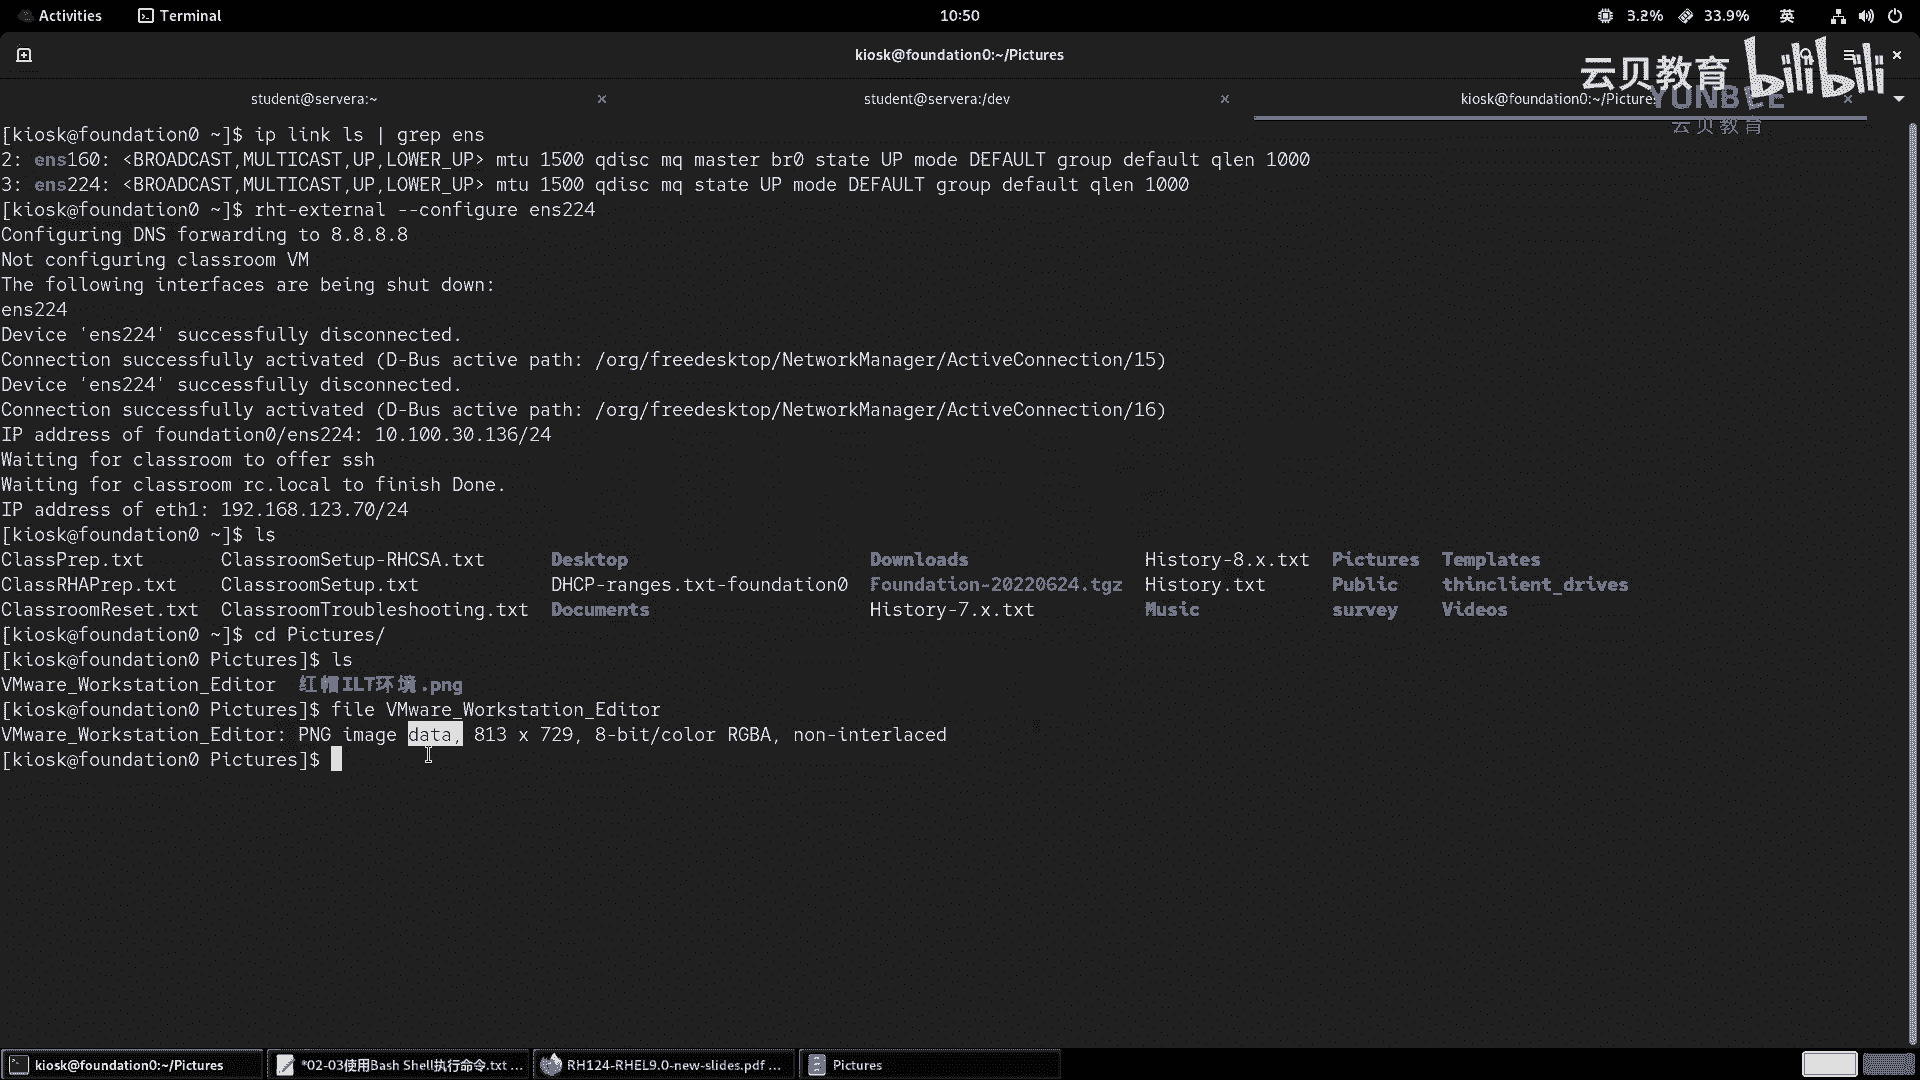 Activities Terminal 10:50 3.2% 33.9% 英
kiosk@foundation0:~/Pictures
云贝教育 bilibili
student@servera:~ × student@servera:/dev × kiosk@foundation0:~/Pictures ×
YUNBEE
云贝教育
[kiosk@foundation0 ~]$ ip link ls | grep ens
2: ens160: <BROADCAST,MULTICAST,UP,LOWER_UP> mtu 1500 qdisc mq master br0 state UP mode DEFAULT group default qlen 1000
3: ens224: <BROADCAST,MULTICAST,UP,LOWER_UP> mtu 1500 qdisc mq state UP mode DEFAULT group default qlen 1000
[kiosk@foundation0 ~]$ rht-external --configure ens224
Configuring DNS forwarding to 8.8.8.8
Not configuring classroom VM
The following interfaces are being shut down:
ens224
Device 'ens224' successfully disconnected.
Connection successfully activated (D-Bus active path: /org/freedesktop/NetworkManager/ActiveConnection/15)
Device 'ens224' successfully disconnected.
Connection successfully activated (D-Bus active path: /org/freedesktop/NetworkManager/ActiveConnection/16)
IP address of foundation0/ens224: 10.100.30.136/24
Waiting for classroom to offer ssh
Waiting for classroom rc.local to finish Done.
IP address of eth1: 192.168.123.70/24
[kiosk@foundation0 ~]$ ls
ClassPrep.txt ClassroomSetup-RHCSA.txt Desktop Downloads History-8.x.txt Pictures Templates
ClassRHAPrep.txt ClassroomSetup.txt DHCP-ranges.txt-foundation0 Foundation-20220624.tgz History.txt Public thinclient_drives
ClassroomReset.txt ClassroomTroubleshooting.txt Documents History-7.x.txt Music survey Videos
[kiosk@foundation0 ~]$ cd Pictures/
[kiosk@foundation0 Pictures]$ ls
VMware_Workstation_Editor 红帽ILT环境.png
[kiosk@foundation0 Pictures]$ file VMware_Workstation_Editor
VMware_Workstation_Editor: PNG image data, 813 x 729, 8-bit/color RGBA, non-interlaced
[kiosk@foundation0 Pictures]$
kiosk@foundation0:~/Pictures *02-03使用Bash Shell执行命令.txt ... RH124-RHEL9.0-new-slides.pdf ... Pictures